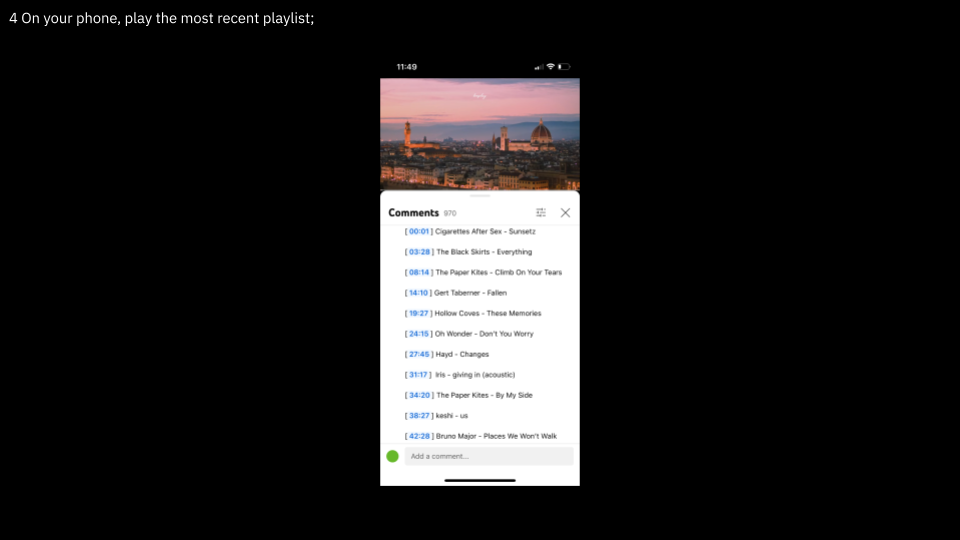 4 On your phone, play the most recent playlist;
11:49
Comments 970
[ 00:01 ] Cigarettes After Sex - Sunsetz
[ 03:28 ] The Black Skirts - Everything
[ 08:14 ] The Paper Kites - Climb On Your Tears
[ 14:10 ] Gert Taberner - Fallen
[ 19:27 ] Hollow Coves - These Memories
[ 24:15 ] Oh Wonder - Don't You Worry
[ 27:45 ] Hayd - Changes
[ 31:17 ] Iris - giving in (acoustic)
[ 34:20 ] The Paper Kites - By My Side
[ 38:27 ] keshi - us
[ 42:28 ] Bruno Major - Places We Won't Walk
Add a comment...